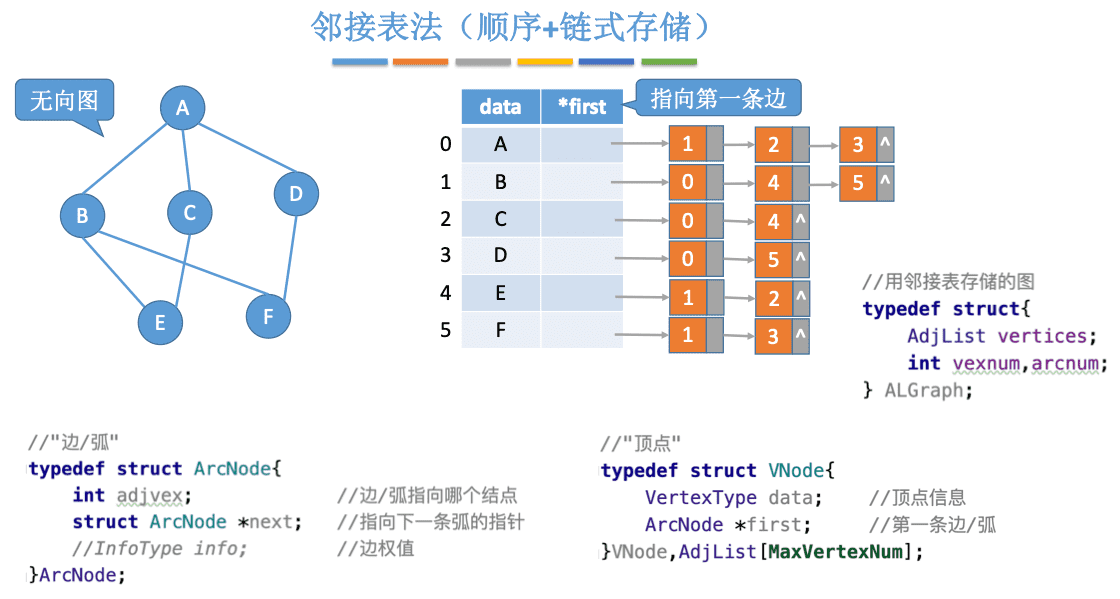 邻接表法（顺序+链式存储）
无向图
A
B
C
D
E
F
data *first
指向第一条边
0 A 1 2 3 ^
1 B 0 4 5 ^
2 C 0 4 ^
3 D 0 5 ^
4 E 1 2 ^
5 F 1 3 ^
//用邻接表存储的图
typedef struct{
AdjList vertices;
int vexnum,arcnum;
} ALGraph;
//"边/弧"
typedef struct ArcNode{
int adjvex; //边/弧指向哪个结点
struct ArcNode *next; //指向下一条弧的指针
//InfoType info; //边权值
}ArcNode;
//"顶点"
typedef struct VNode{
VertexType data; //顶点信息
ArcNode *first; //第一条边/弧
}VNode,AdjList[MaxVertexNum];